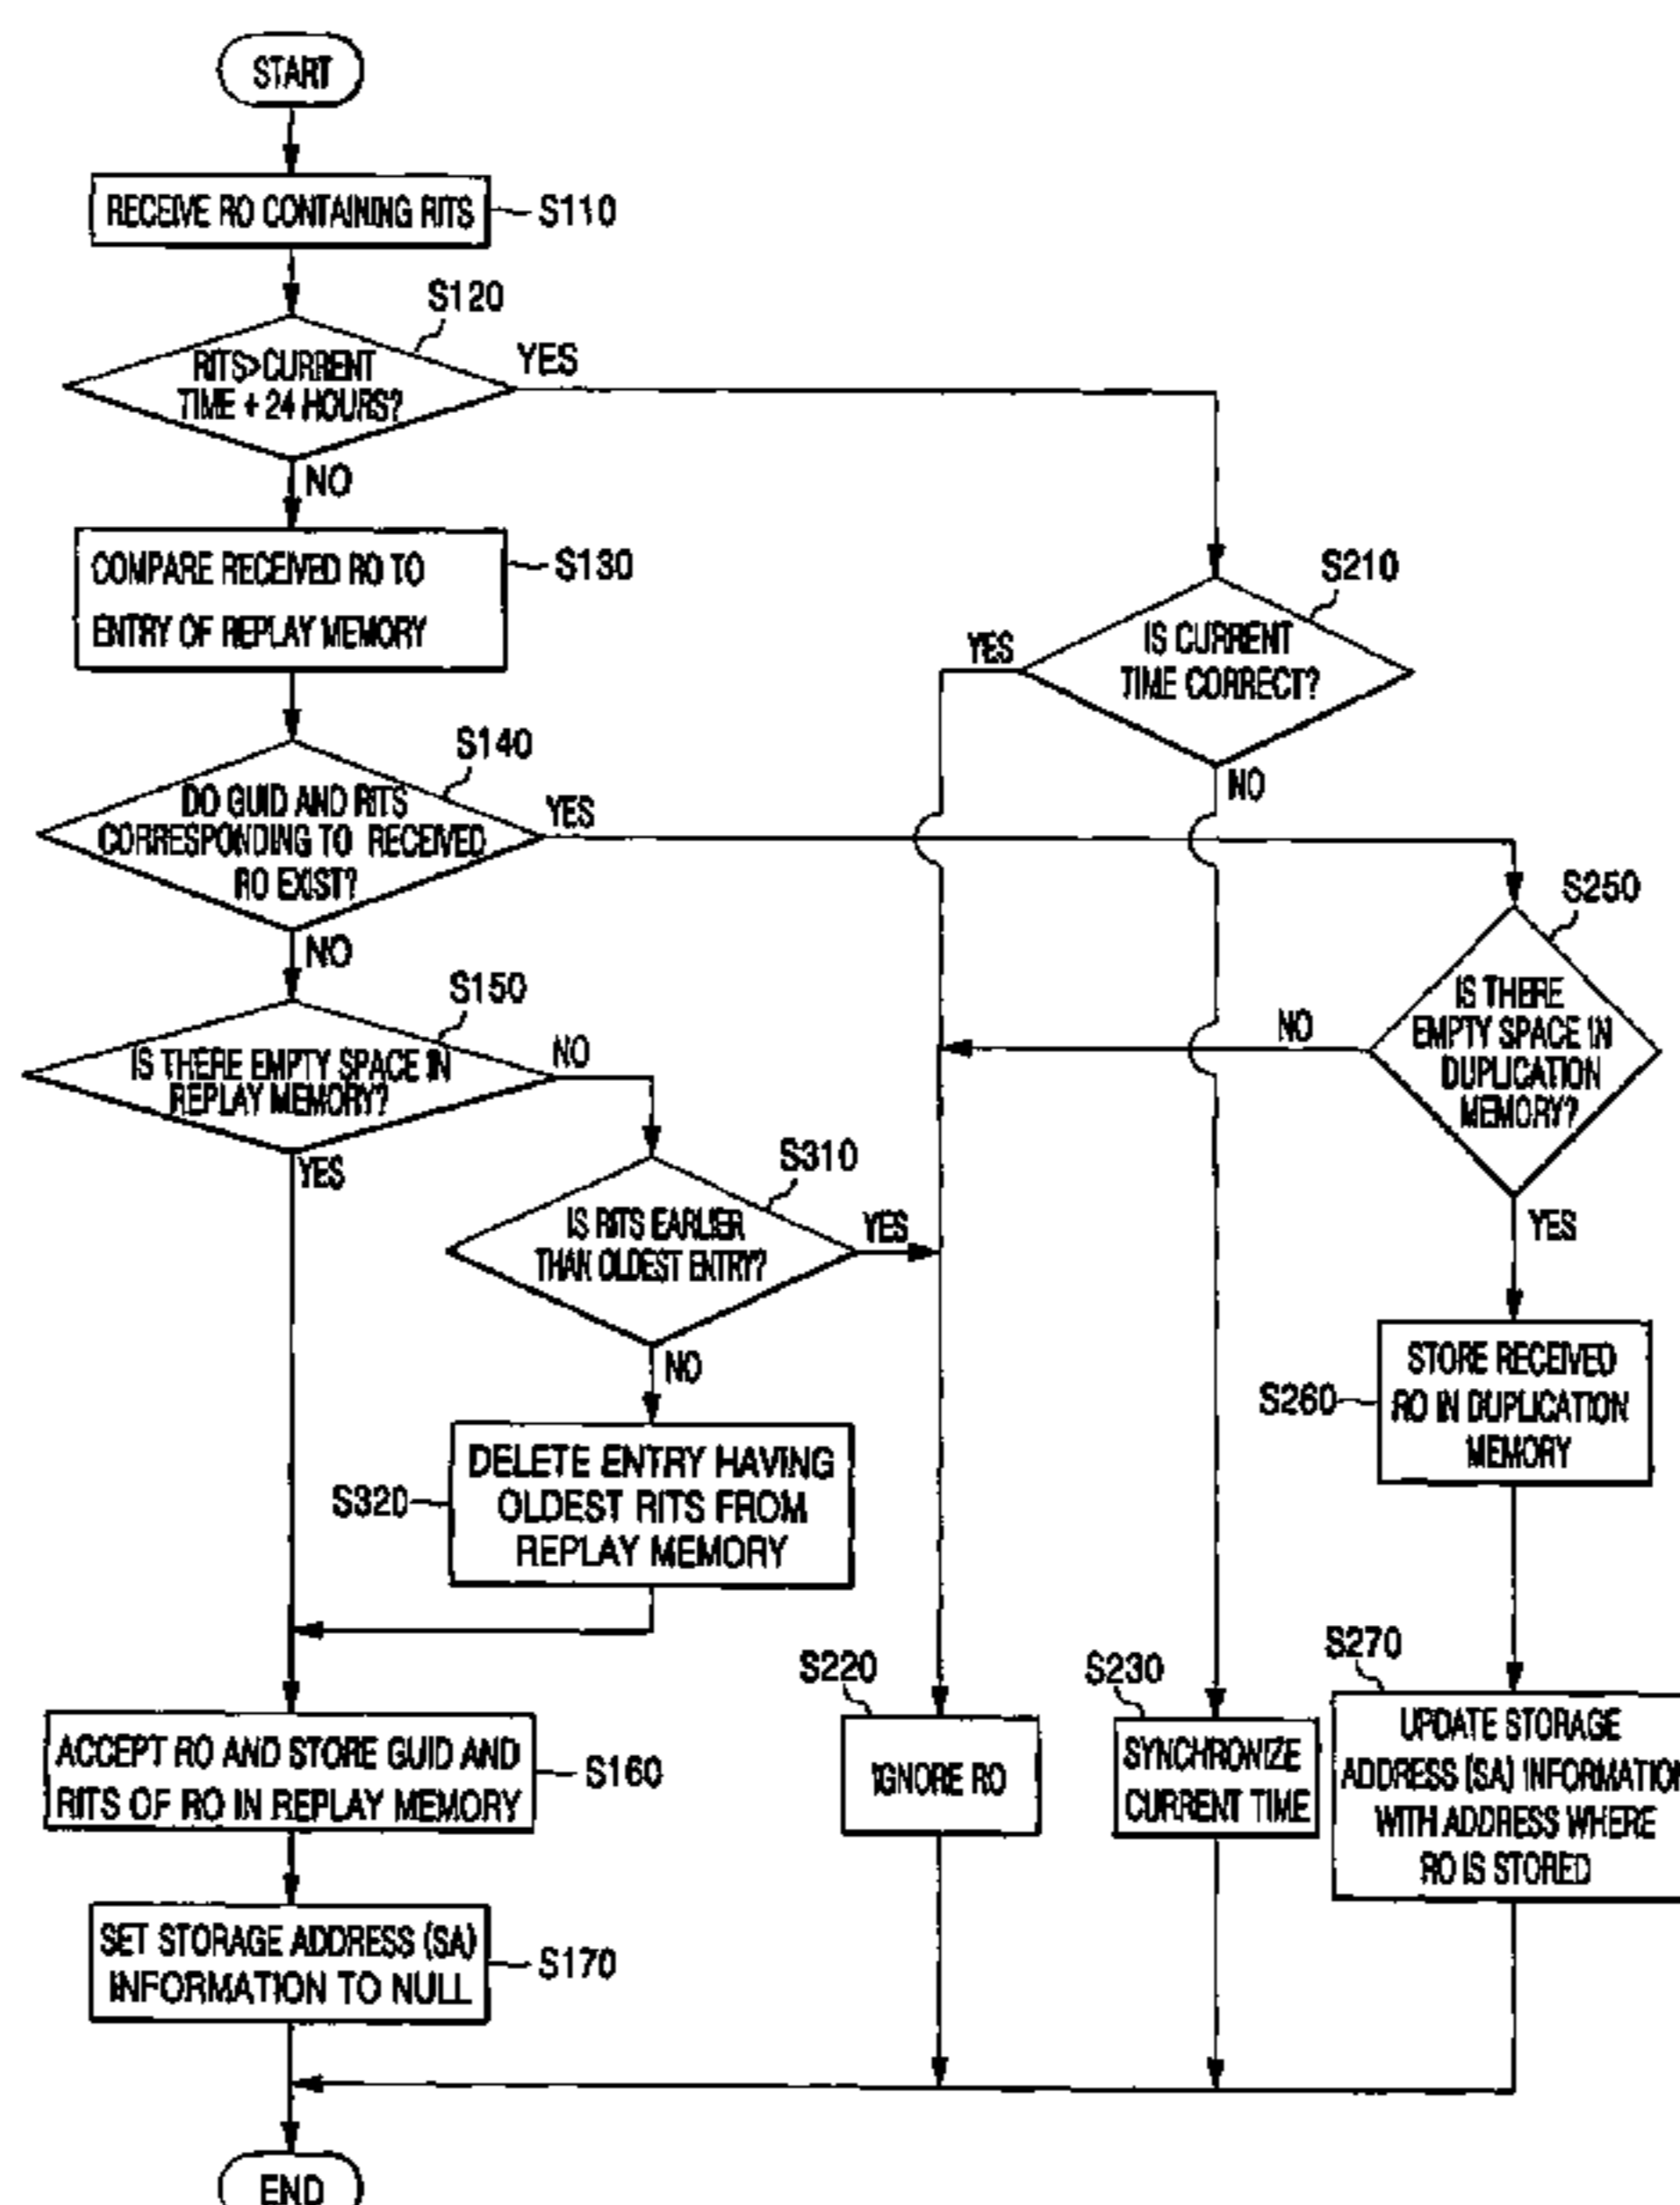 START
RECEIVE RO CONTAINING RITS
S110
S120
RITS>CURRENT
TIME + 24 HOURS?
YES
NO
COMPARE RECEIVED RO TO
ENTRY OF REPLAY MEMORY
S130
S210
IS CURRENT
TIME CORRECT?
YES
NO
S140
DO GUID AND RITS
CORRESPONDING TO RECEIVED
RO EXIST?
YES
NO
S250
IS THERE
EMPTY SPACE IN
DUPLICATION
MEMORY?
NO
YES
S150
IS THERE EMPTY SPACE IN
REPLAY MEMORY?
NO
YES
S310
IS RITS EARLIER
THAN OLDEST ENTRY?
YES
NO
S260
STORE RECEIVED
RO IN DUPLICATION
MEMORY
S320
DELETE ENTRY HAVING
OLDEST RITS FROM
REPLAY MEMORY
S220
IGNORE RO
S230
SYNCHRONIZE
CURRENT TIME
S270
UPDATE STORAGE
ADDRESS (SA) INFORMATION
WITH ADDRESS WHERE
RO IS STORED
ACCEPT RO AND STORE GUID AND
RITS OF RO IN REPLAY MEMORY
S160
SET STORAGE ADDRESS (SA)
INFORMATION TO NULL
S170
END